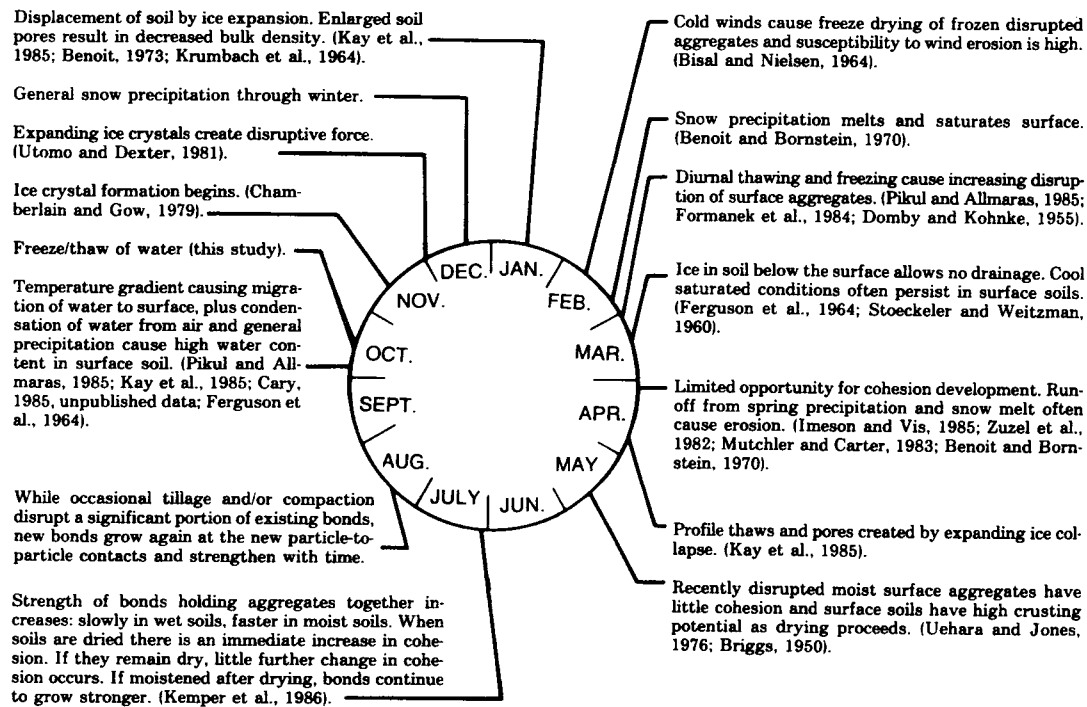 Displacement of soil by ice expansion. Enlarged soil
pores result in decreased bulk density. (Kay et al.,
1985; Benoit, 1973; Krumbach et al., 1964).
General snow precipitation through winter.
Expanding ice crystals create disruptive force.
(Utomo and Dexter, 1981).
Ice crystal formation begins. (Cham-
berlain and Gow, 1979).
Freeze/thaw of water (this study).
Temperature gradient causing migra-
tion of water to surface, plus conden-
sation of water from air and general
precipitation cause high water con-
tent in surface soil. (Pikul and All-
maras, 1985; Kay et al., 1985; Cary,
1985, unpublished data; Ferguson et
al., 1964).
While occasional tillage and/or compaction
disrupt a significant portion of existing bonds,
new bonds grow again at the new particle-to-
particle contacts and strengthen with time.
Strength of bonds holding aggregates together in-
creases: slowly in wet soils, faster in moist soils. When
soils are dried there is an immediate increase in cohe-
sion. If they remain dry, little further change in cohe-
sion occurs. If moistened after drying, bonds continue
to grow stronger. (Kemper et al., 1986).
DEC.
JAN.
NOV.
FEB.
OCT.
MAR.
SEPT.
APR.
AUG.
MAY
JULY
JUN.
Cold winds cause freeze drying of frozen disrupted
aggregates and susceptibility to wind erosion is high.
(Bisal and Nielsen, 1964).
Snow precipitation melts and saturates surface.
(Benoit and Bornstein, 1970).
Diurnal thawing and freezing cause increasing disrup-
tion of surface aggregates. (Pikul and Allmaras, 1985;
Formanek et al., 1984; Domby and Kohnke, 1955).
Ice in soil below the surface allows no drainage. Cool
saturated conditions often persist in surface soils.
(Ferguson et al., 1964; Stoeckeler and Weitzman,
1960).
Limited opportunity for cohesion development. Run-
off from spring precipitation and snow melt often
cause erosion. (Imeson and Vis, 1985; Zuzel et al.,
1982; Mutchler and Carter, 1983; Benoit and Born-
stein, 1970).
Profile thaws and pores created by expanding ice col-
lapse. (Kay et al., 1985).
Recently disrupted moist surface aggregates have
little cohesion and surface soils have high crusting
potential as drying proceeds. (Uehara and Jones,
1976; Briggs, 1950).